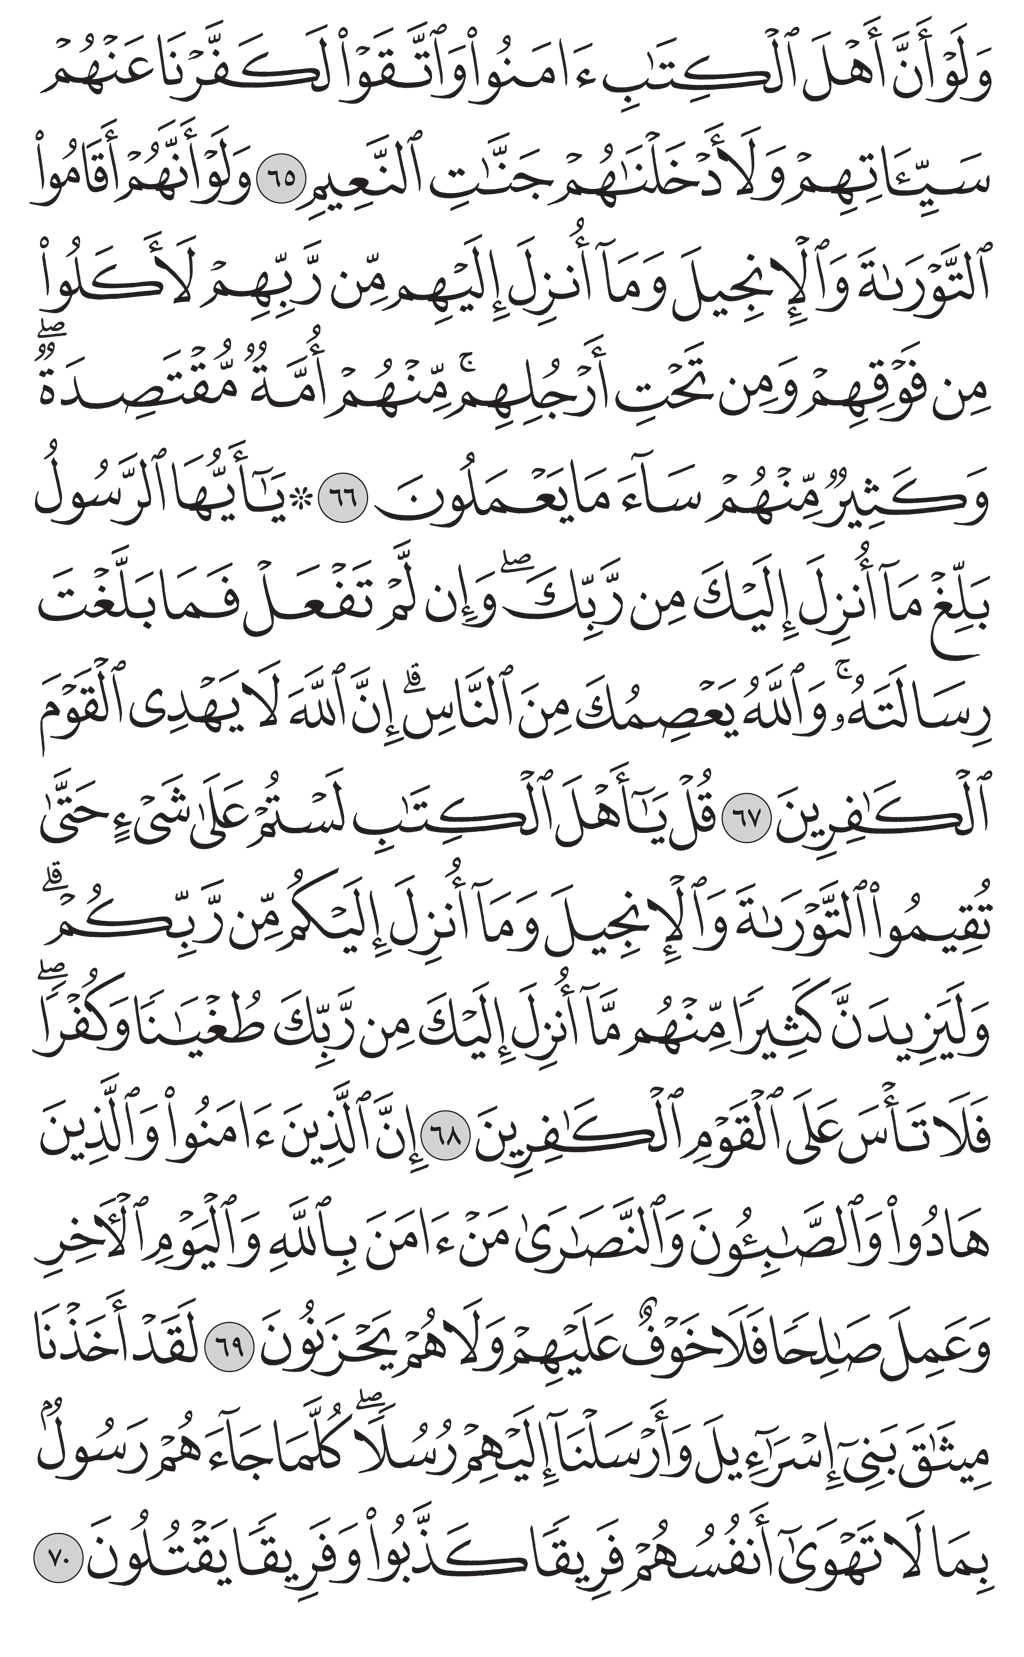 وَلَوْ أَنَّ أَهْلَ ٱلْكِتَٰبِ ءَامَنُوا۟ وَٱتَّقَوْا۟ لَكَفَّرْنَا عَنْهُمْ
سَيِّـَٔاتِهِمْ وَلَأَدْخَلْنَٰهُمْ جَنَّٰتِ ٱلنَّعِيمِ ٦٥ وَلَوْ أَنَّهُمْ أَقَامُوا۟
ٱلتَّوْرَىٰةَ وَٱلْإِنجِيلَ وَمَآ أُنزِلَ إِلَيْهِم مِّن رَّبِّهِمْ لَأَكَلُوا۟
مِن فَوْقِهِمْ وَمِن تَحْتِ أَرْجُلِهِم ۚ مِّنْهُمْ أُمَّةٌ مُّقْتَصِدَةٌ ۖ
وَكَثِيرٌ مِّنْهُمْ سَآءَ مَا يَعْمَلُونَ ٦٦ ۞ يَٰٓأَيُّهَا ٱلرَّسُولُ
بَلِّغْ مَآ أُنزِلَ إِلَيْكَ مِن رَّبِّكَ ۖ وَإِن لَّمْ تَفْعَلْ فَمَا بَلَّغْتَ
رِسَالَتَهُۥ ۚ وَٱللَّهُ يَعْصِمُكَ مِنَ ٱلنَّاسِ ۗ إِنَّ ٱللَّهَ لَا يَهْدِى ٱلْقَوْمَ
ٱلْكَٰفِرِينَ ٦٧ قُلْ يَٰٓأَهْلَ ٱلْكِتَٰبِ لَسْتُمْ عَلَىٰ شَىْءٍ حَتَّىٰ
تُقِيمُوا۟ ٱلتَّوْرَىٰةَ وَٱلْإِنجِيلَ وَمَآ أُنزِلَ إِلَيْكُم مِّن رَّبِّكُمْ ۗ
وَلَيَزِيدَنَّ كَثِيرًا مِّنْهُم مَّآ أُنزِلَ إِلَيْكَ مِن رَّبِّكَ طُغْيَٰنًا وَكُفْرًا ۖ
فَلَا تَأْسَ عَلَى ٱلْقَوْمِ ٱلْكَٰفِرِينَ ٦٨ إِنَّ ٱلَّذِينَ ءَامَنُوا۟ وَٱلَّذِينَ
هَادُوا۟ وَٱلصَّٰبِـُٔونَ وَٱلنَّصَٰرَىٰ مَنْ ءَامَنَ بِٱللَّهِ وَٱلْيَوْمِ ٱلْـَٔاخِرِ
وَعَمِلَ صَٰلِحًا فَلَا خَوْفٌ عَلَيْهِمْ وَلَا هُمْ يَحْزَنُونَ ٦٩ لَقَدْ أَخَذْنَا
مِيثَٰقَ بَنِىٓ إِسْرَٰٓءِيلَ وَأَرْسَلْنَآ إِلَيْهِمْ رُسُلًا ۖ كُلَّمَا جَآءَهُمْ رَسُولٌۢ
بِمَا لَا تَهْوَىٰٓ أَنفُسُهُمْ فَرِيقًا كَذَّبُوا۟ وَفَرِيقًا يَقْتُلُونَ ٧٠